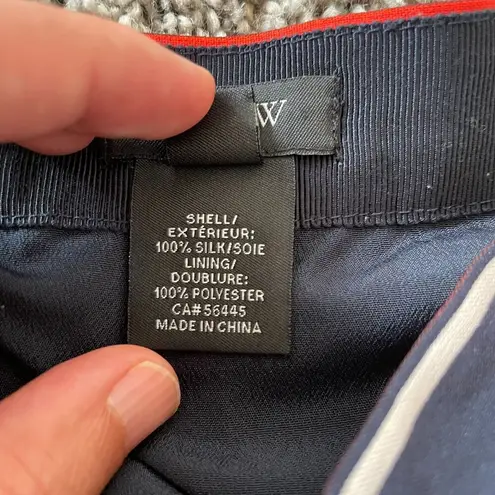 W
SHELL/
EXTÉRIEUR:
100% SILK/SOIE
LINING/
DOUBLURE:
100% POLYESTER
CA#56445
MADE IN CHINA